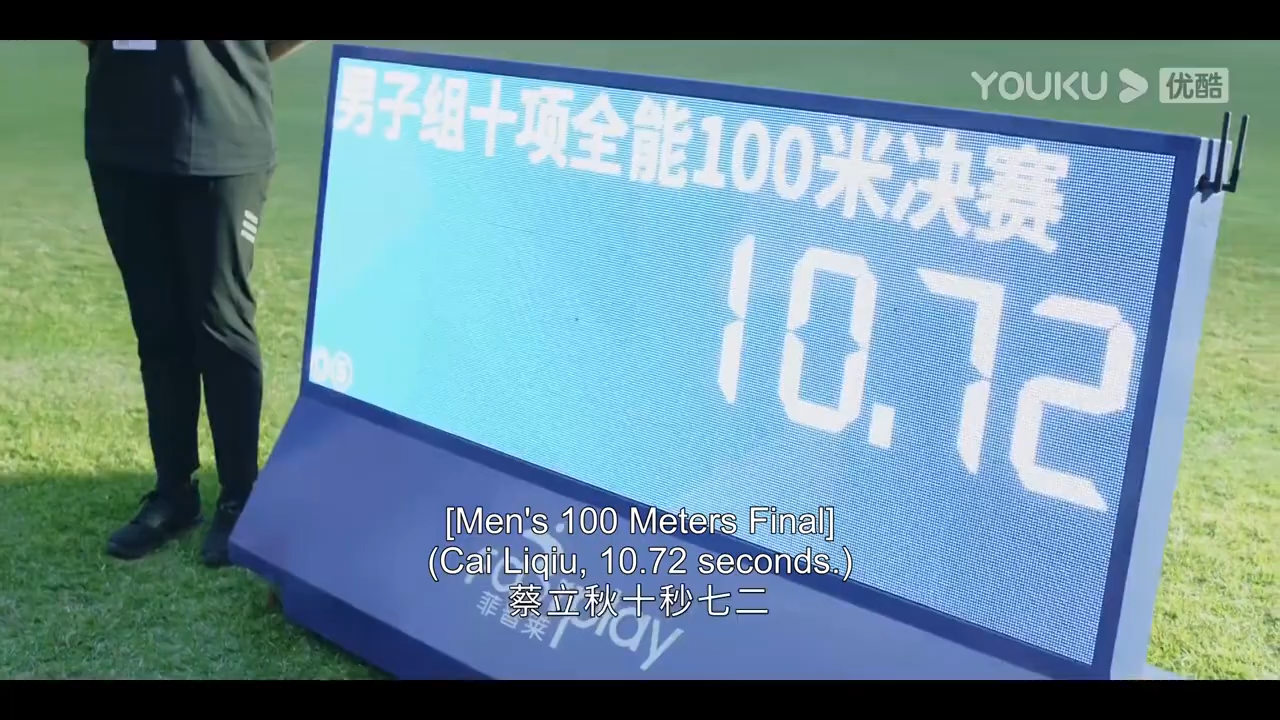 YOUKU 优酷
男子组十项全能100米决赛
10.72
[Men's 100 Meters Final]
(Cai Liqiu, 10.72 seconds.)
蔡立秋十秒七二
play